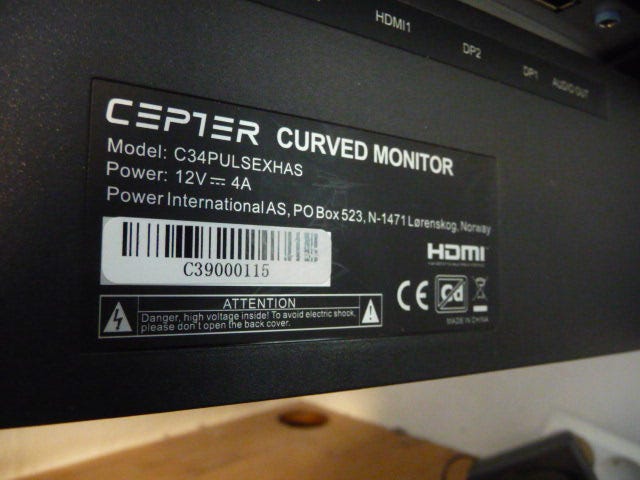 HDMI1
DP2
DP1
AUDIO OUT
CEPTER CURVED MONITOR
Model: C34PULSEXHAS
Power: 12V⎓4A
Power International AS, PO Box 523, N-1471 Lørenskog, Norway
HDMI
C39000115
CE
ATTENTION
Danger, high voltage inside! To avoid electric shock,
please don't open the back cover.
MADE IN CHINA